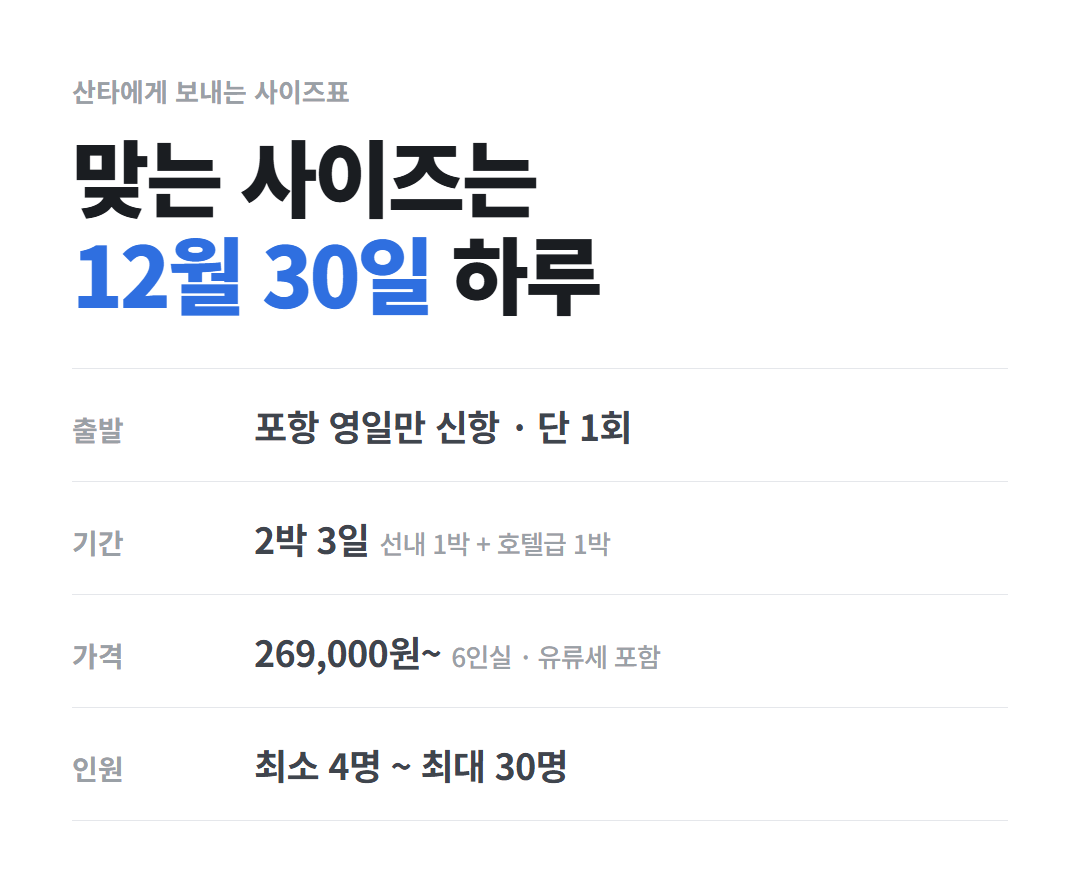 산타에게 보내는 사이즈표
맞는 사이즈는
12월 30일 하루
출발 포항 영일만 신항 · 단 1회
기간 2박 3일 선내 1박 + 호텔급 1박
가격 269,000원~ 6인실 · 유류세 포함
인원 최소 4명 ~ 최대 30명